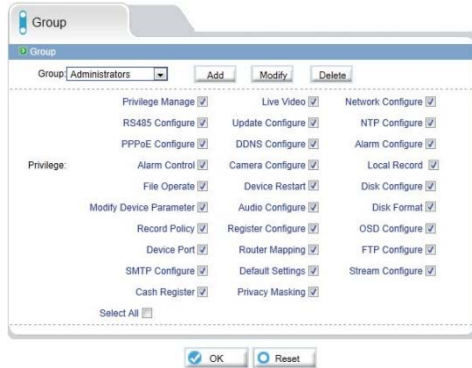 Group
Group
Group: Administrators Add Modify Delete
Privilege Manage Live Video Network Configure
RS485 Configure Update Configure NTP Configure
PPPoE Configure DDNS Configure Alarm Configure
Privilege: Alarm Control Camera Configure Local Record
File Operate Device Restart Disk Configure
Modify Device Parameter Audio Configure Disk Format
Record Policy Register Configure OSD Configure
Device Port Router Mapping FTP Configure
SMTP Configure Default Settings Stream Configure
Cash Register Privacy Masking
Select All
OK Reset